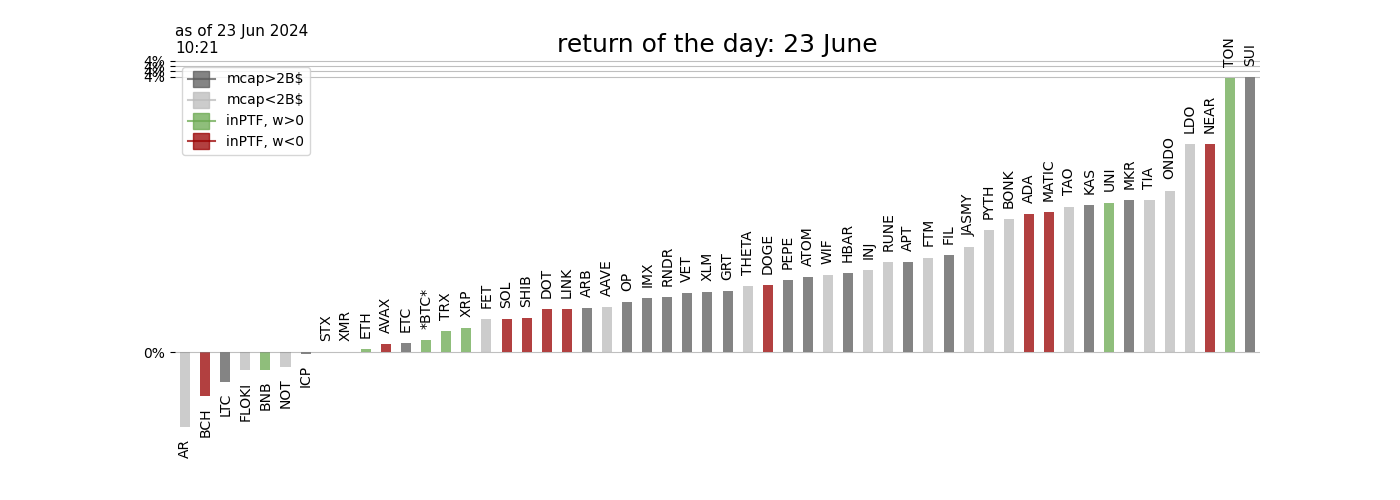 as of 23 Jun 2024
10:21
return of the day: 23 June
4%
4%
4%
4%
0%
mcap>2B$
mcap<2B$
inPTF, w>0
inPTF, w<0
AR
BCH
LTC
FLOKI
BNB
NOT
ICP
STX
XMR
ETH
AVAX
ETC
*BTC*
TRX
XRP
FET
SOL
SHIB
DOT
LINK
ARB
AAVE
OP
IMX
RNDR
VET
XLM
GRT
THETA
DOGE
PEPE
ATOM
WIF
HBAR
INJ
RUNE
APT
FTM
FIL
JASMY
PYTH
BONK
ADA
MATIC
TAO
KAS
UNI
MKR
TIA
ONDO
LDO
NEAR
TON
SUI